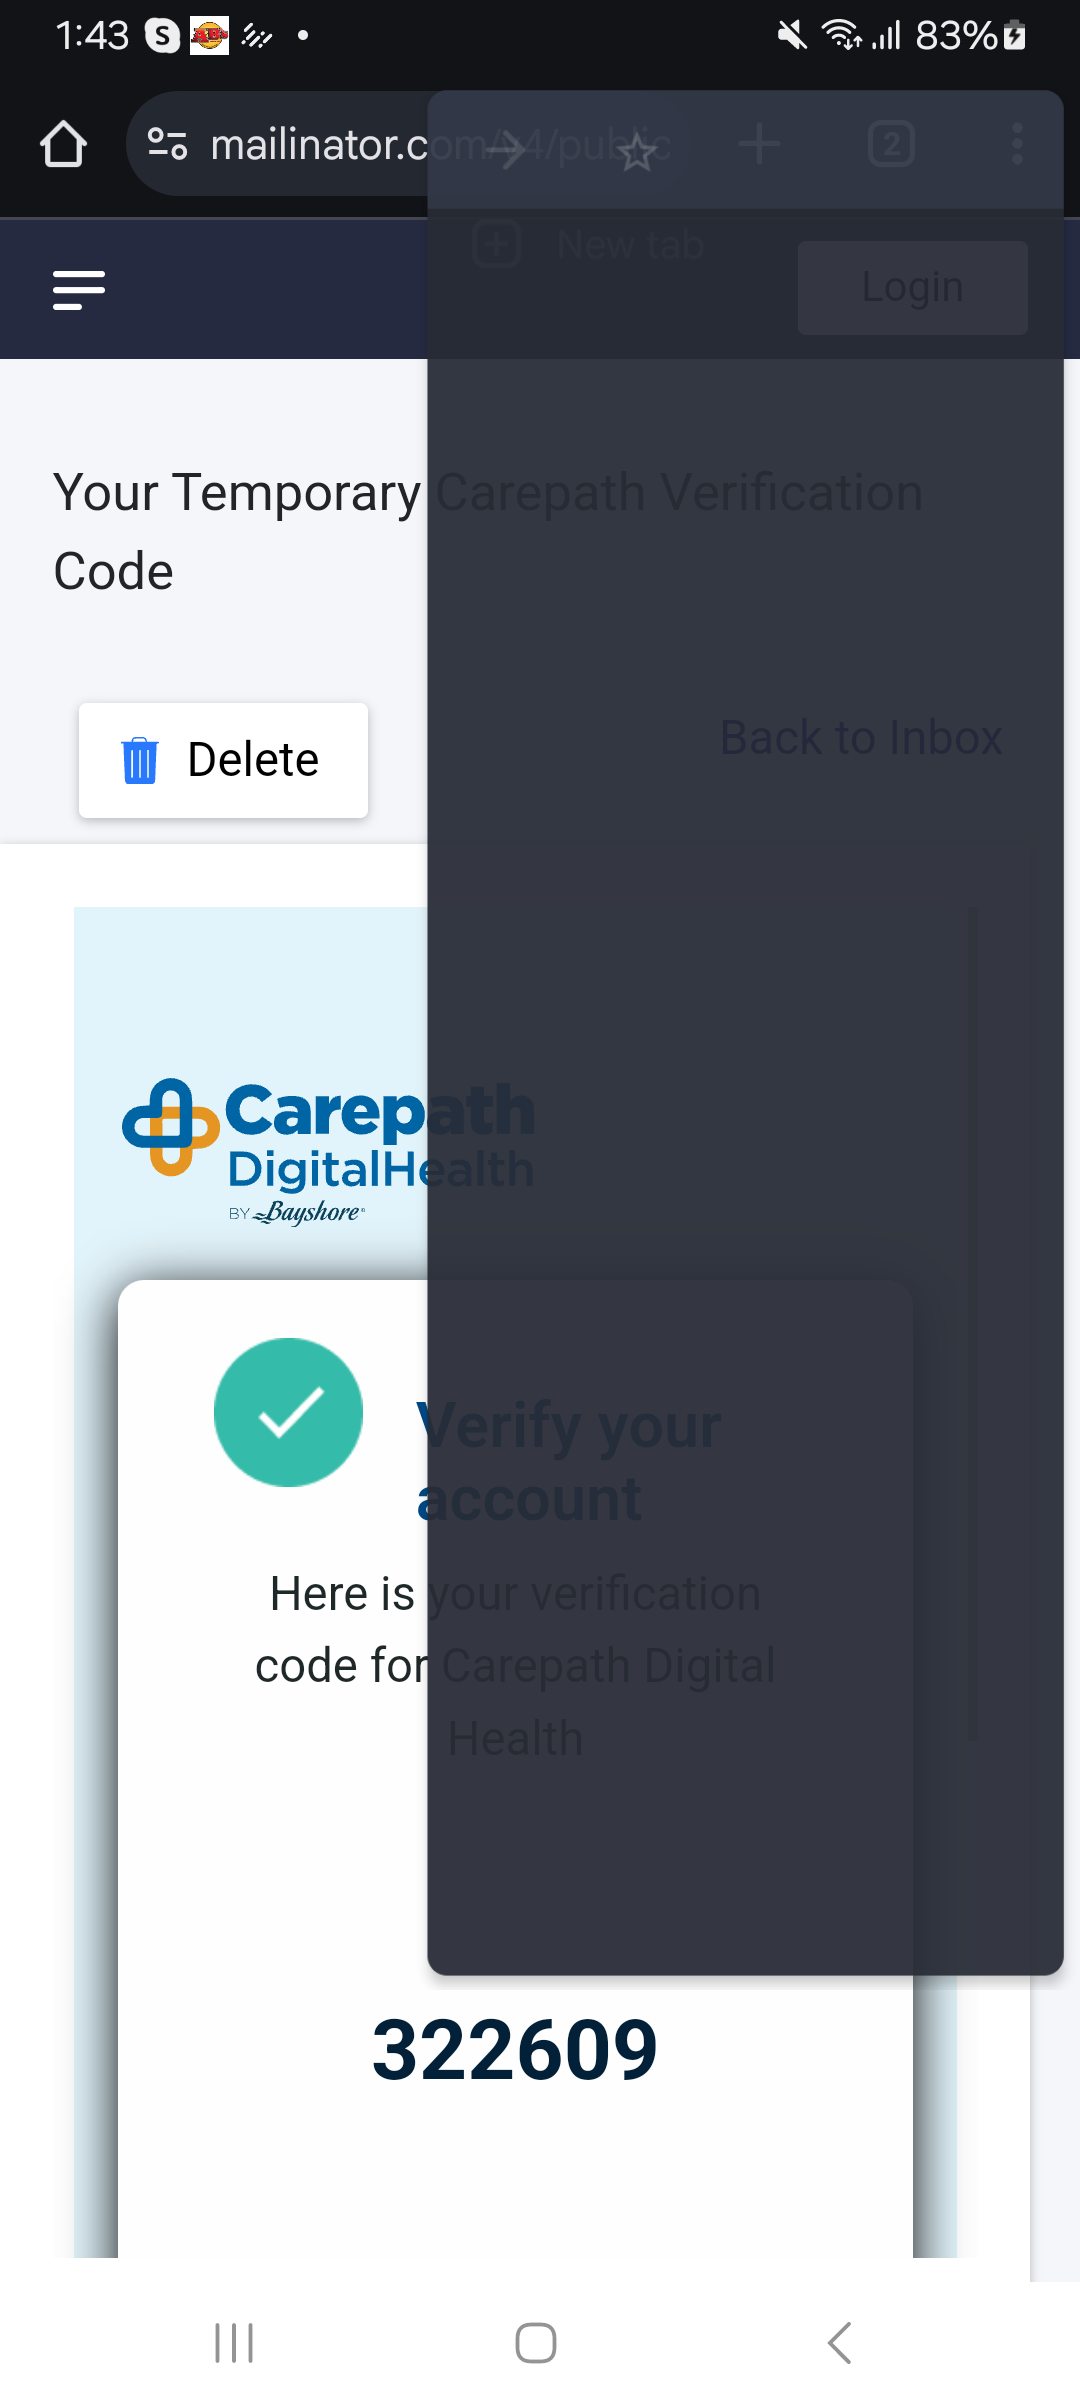 1:43 S 83%
mailinator.com/v4/public 2
New tab
Login
Your Temporary Carepath Verification
Code
Delete
Back to Inbox
Carepath
DigitalHealth
BY Bayshore
Verify your
account
Here is your verification
code for Carepath Digital
Health
322609